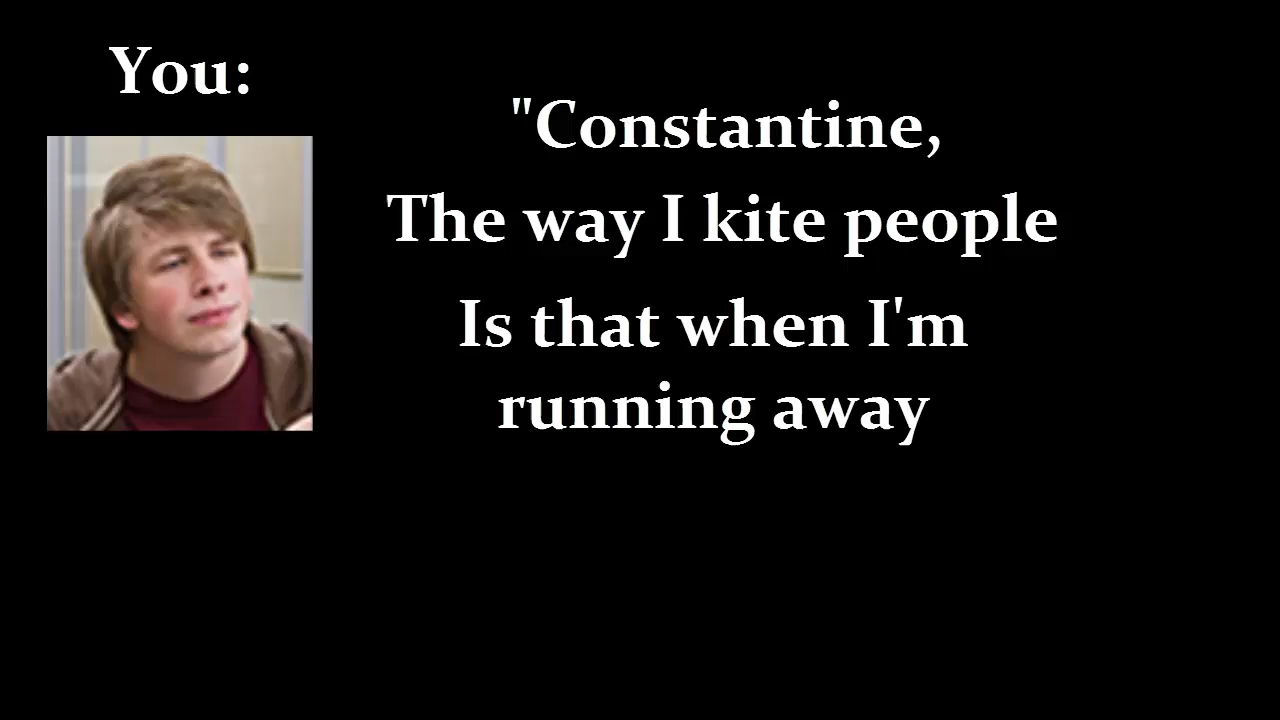 You:
"Constantine,
The way I kite people
Is that when I'm
running away